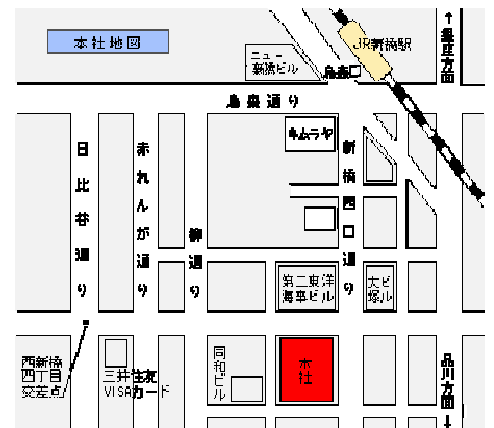 本社地図
JR新橋駅
↑銀座方面
ニュー
新橋ビル
烏森口
烏森通り
キムラヤ
日比谷通り
赤れんが通り
柳通り
新橋西口通り
第二東洋
海事ビル
大ビ
塚ル
西新橋
四丁目
交差点
三井住友
VISAカード
同和ビル
本社
品川方面↓